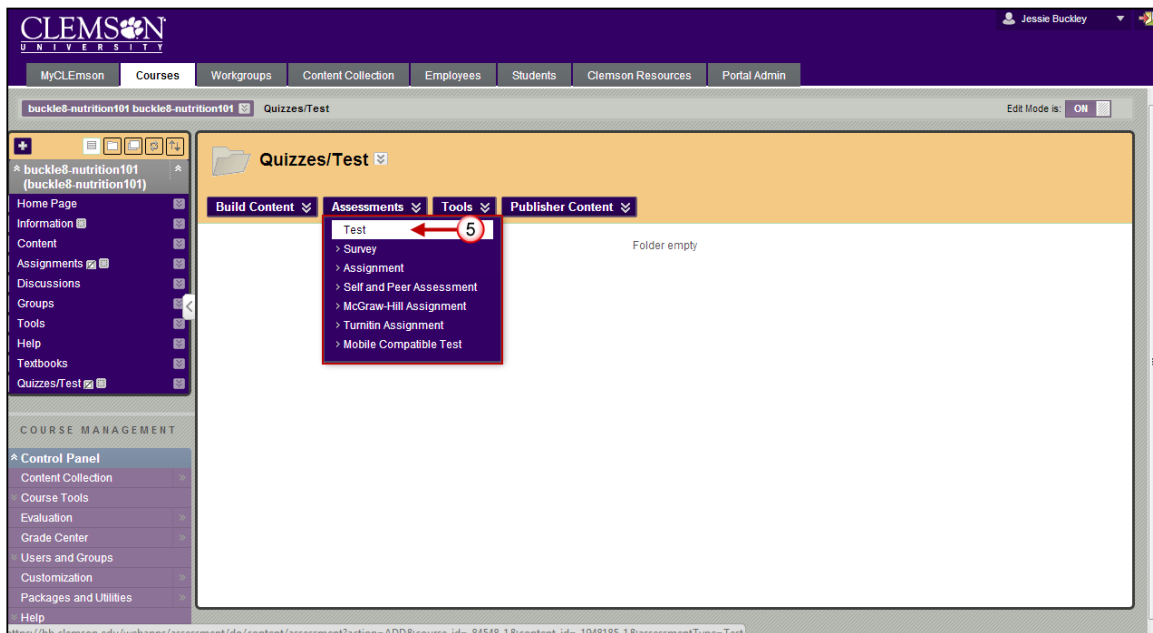 CLEMSON
UNIVERSITY
Jessie Buckley
MyCLEmson Courses Workgroups Content Collection Employees Students Clemson Resources Portal Admin
buckle8-nutrition101 buckle8-nutrition101 Quizzes/Test Edit Mode is: ON
buckle8-nutrition101
(buckle8-nutrition101)
Home Page
Information
Content
Assignments
Discussions
Groups
Tools
Help
Textbooks
Quizzes/Test
COURSE MANAGEMENT
Control Panel
Content Collection
Course Tools
Evaluation
Grade Center
Users and Groups
Customization
Packages and Utilities
Help
Quizzes/Test
Build Content Assessments Tools Publisher Content
Test 5
> Survey
> Assignment
> Self and Peer Assessment
> McGraw-Hill Assignment
> Turnitin Assignment
> Mobile Compatible Test
Folder empty